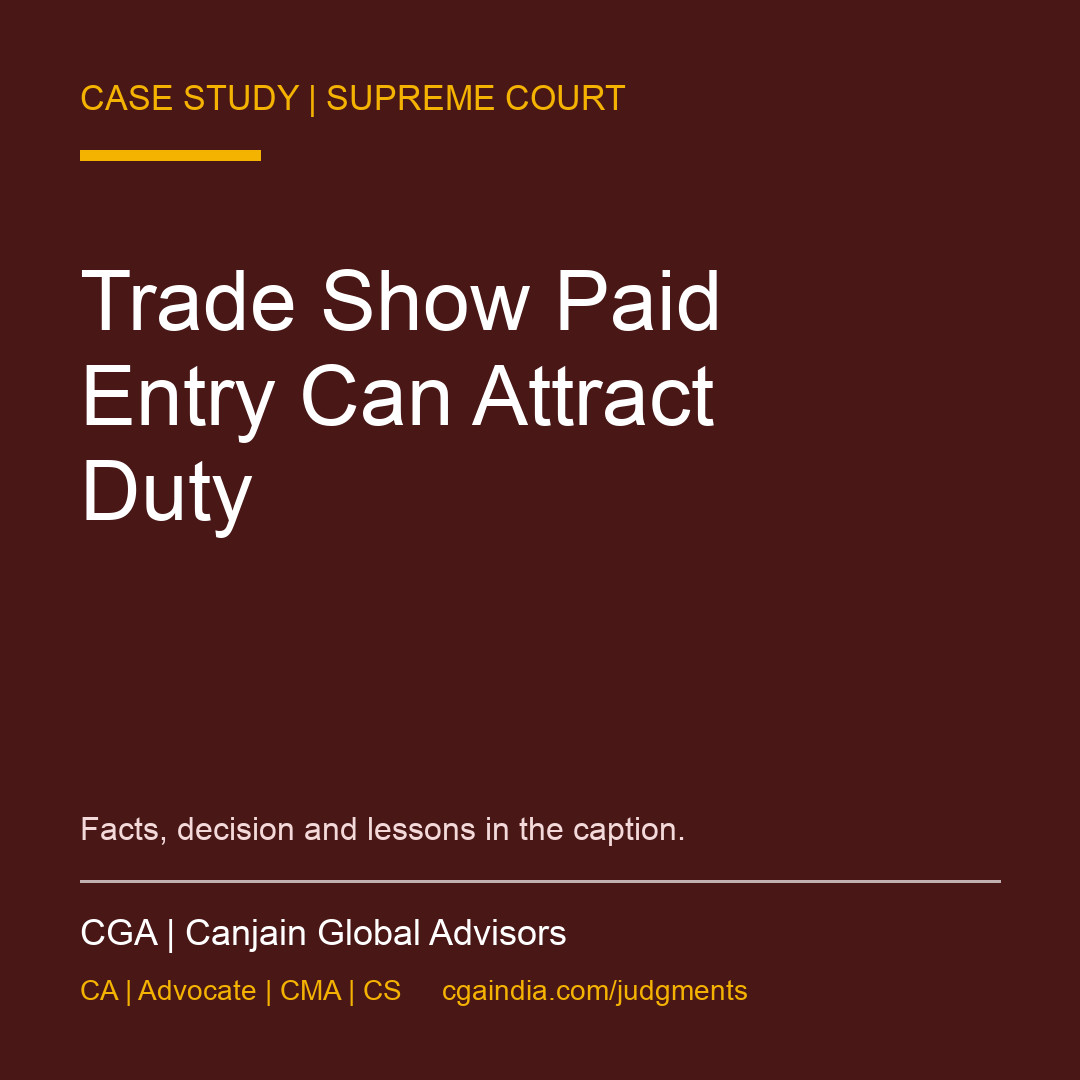 CASE STUDY | SUPREME COURT
Trade Show Paid
Entry Can Attract
Duty
Facts, decision and lessons in the caption.
CGA | Canjain Global Advisors
CA | Advocate | CMA | CS cgaindia.com/judgments